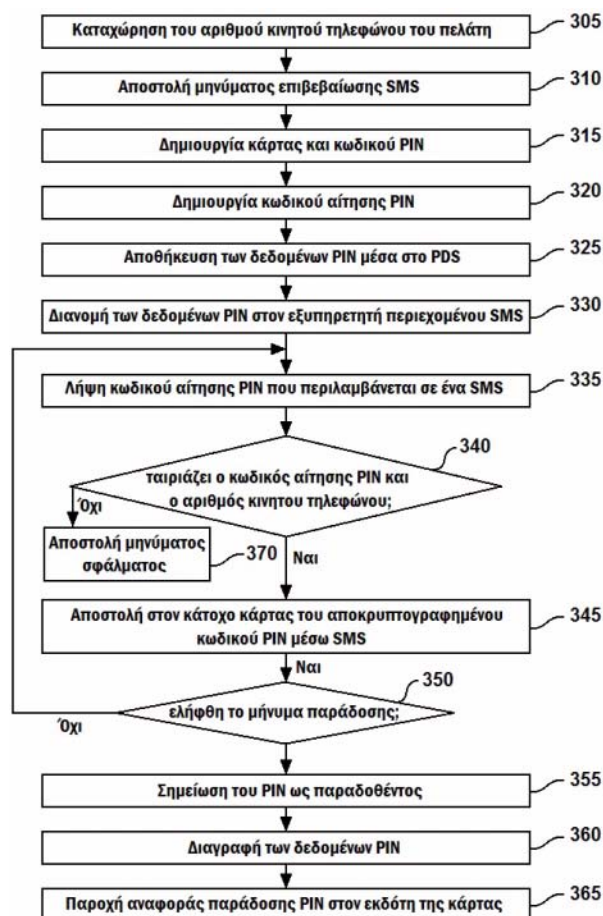 Καταχώρηση του αριθμού κινητού τηλεφώνου του πελάτη
305
Αποστολή μηνύματος επιβεβαίωσης SMS
310
Δημιουργία κάρτας και κωδικού PIN
315
Δημιουργία κωδικού αίτησης PIN
320
Αποθήκευση των δεδομένων PIN μέσα στο PDS
325
Διανομή των δεδομένων PIN στον εξυπηρετητή περιεχομένου SMS
330
Λήψη κωδικού αίτησης PIN που περιλαμβάνεται σε ένα SMS
335
340
ταιριάζει ο κωδικός αίτησης PIN και
ο αριθμός κινητου τηλεφώνου;
Όχι
Αποστολή μηνύματος
σφάλματος
370
Ναι
Αποστολή στον κάτοχο κάρτας του αποκρυπτογραφημένου
κωδικού PIN μέσω SMS
345
Ναι
350
ελήφθη το μήνυμα παράδοσης;
Όχι
Σημείωση του PIN ως παραδοθέντος
355
Διαγραφή των δεδομένων PIN
360
Παροχή αναφοράς παράδοσης PIN στον εκδότη της κάρτας
365